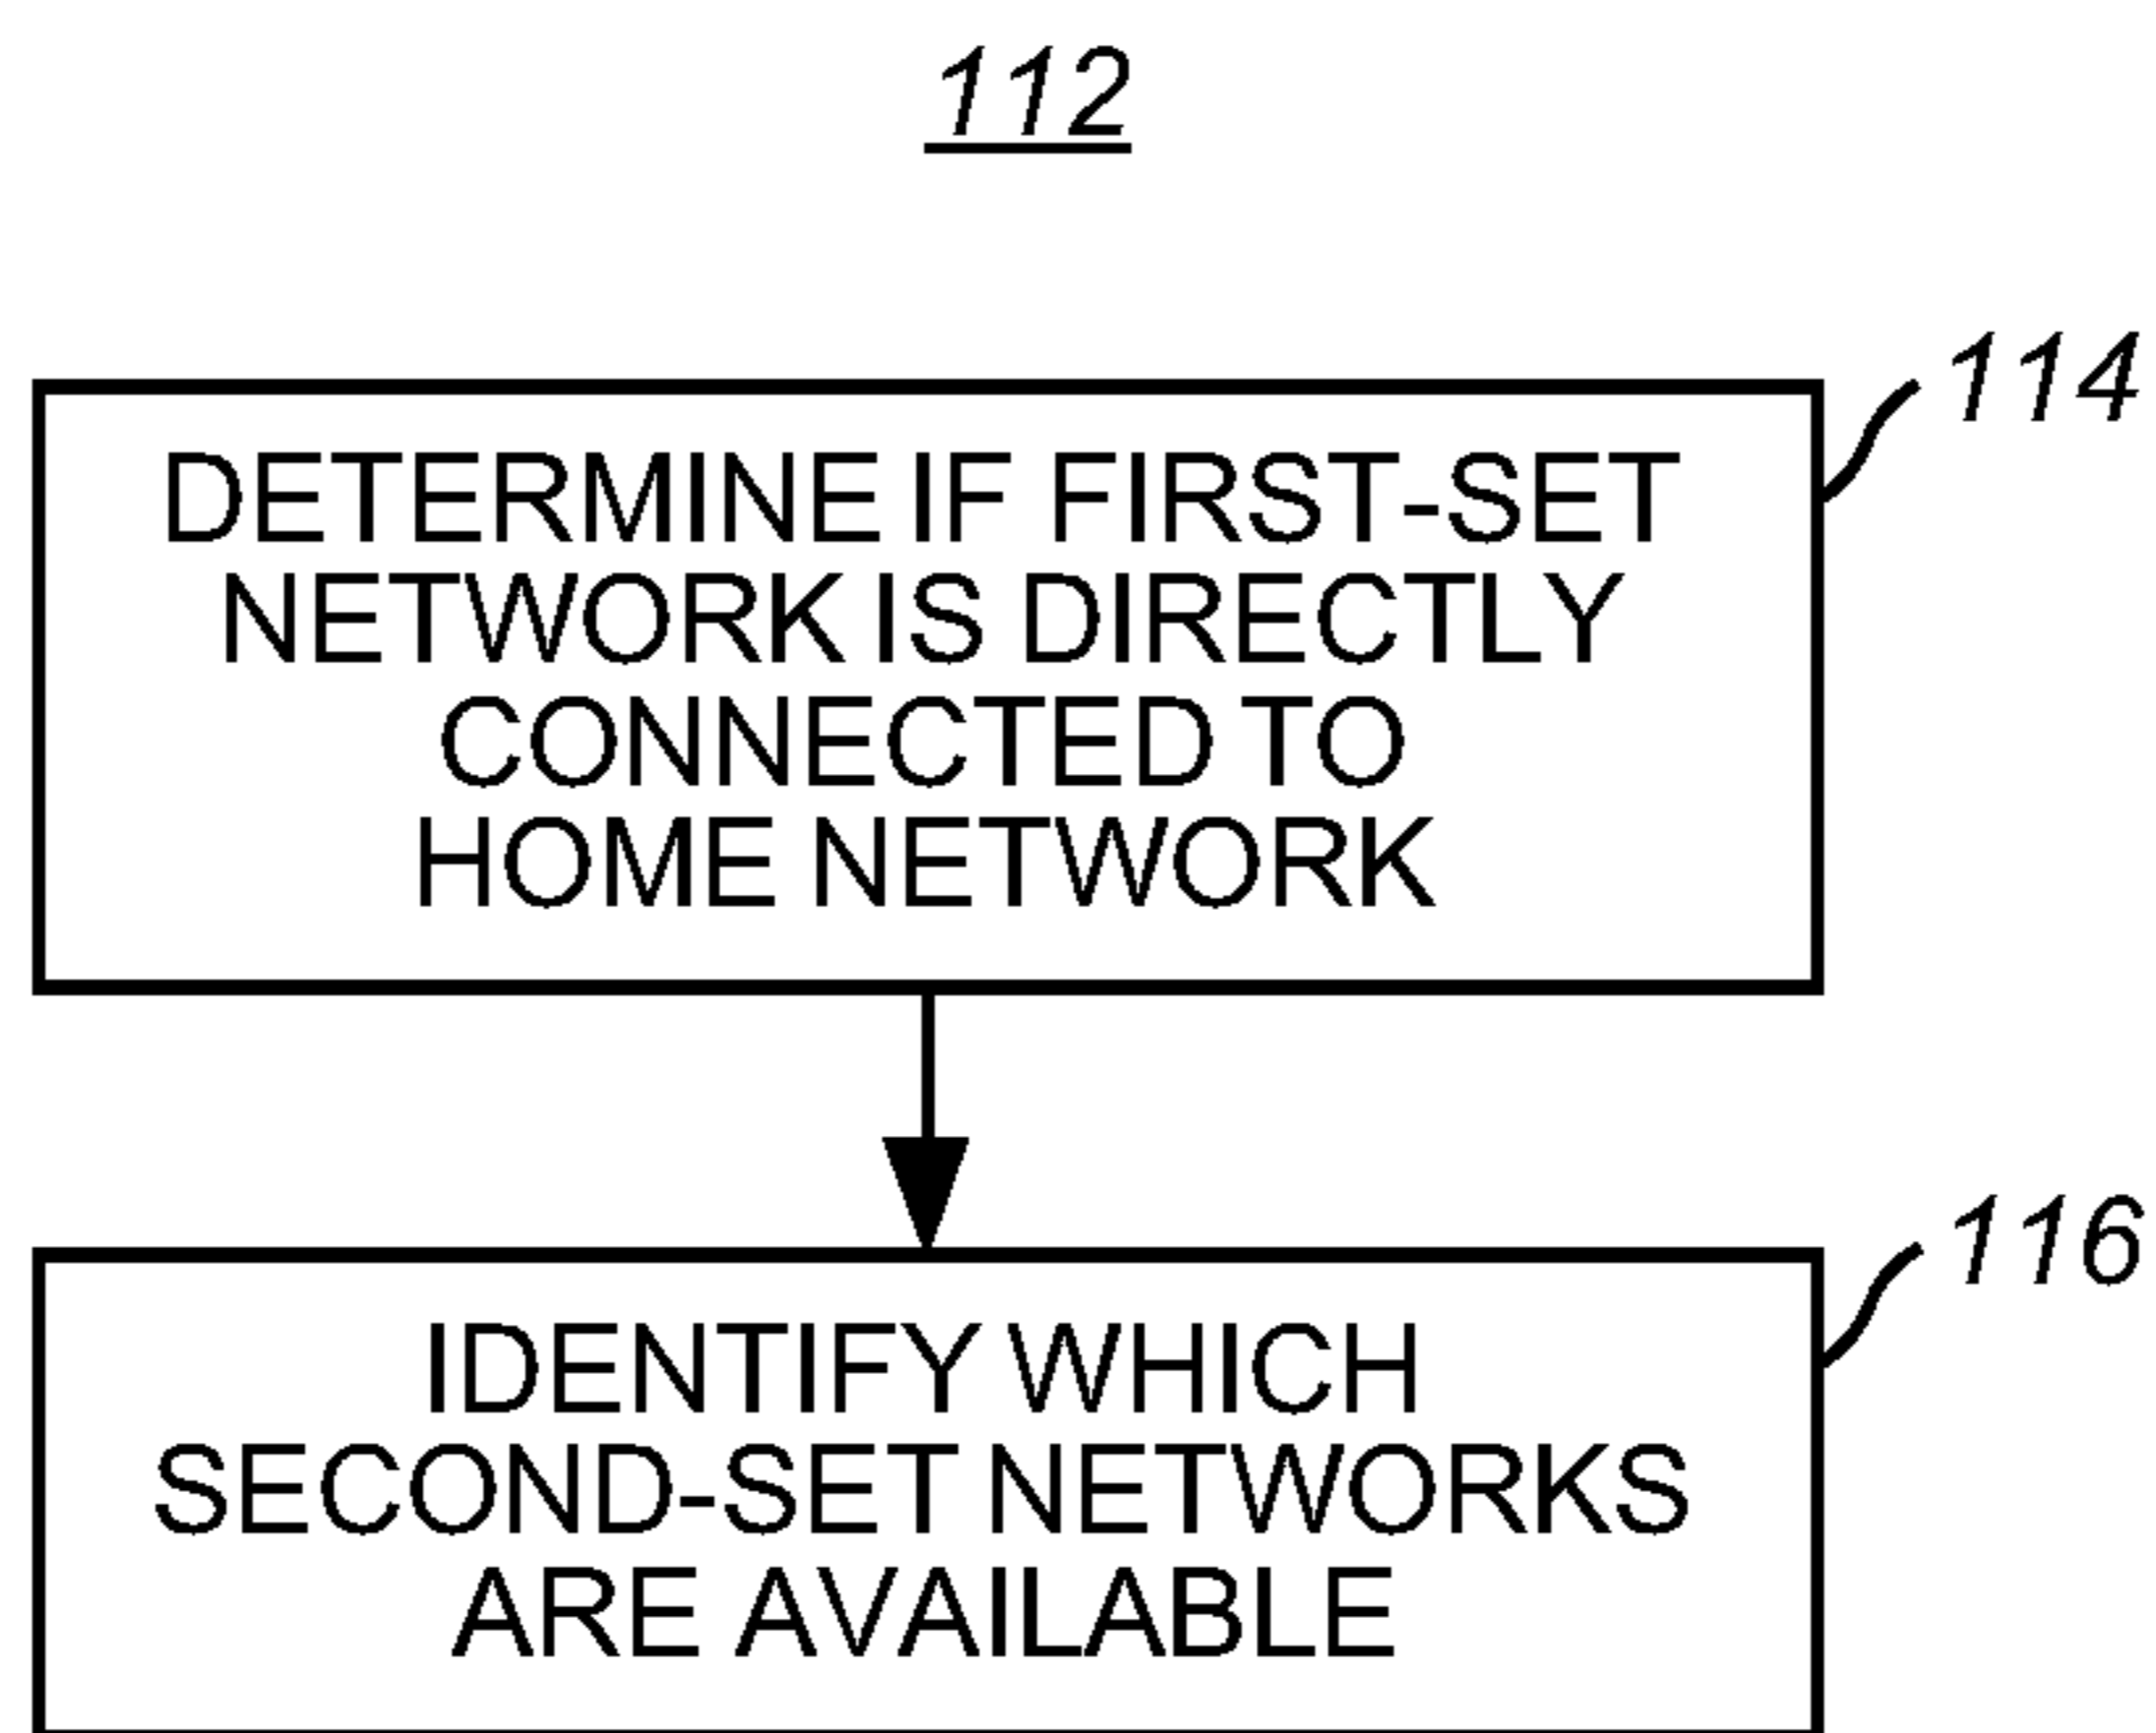 112
114
DETERMINE IF FIRST-SET
NETWORK IS DIRECTLY
CONNECTED TO
HOME NETWORK
116
IDENTIFY WHICH
SECOND-SET NETWORKS
ARE AVAILABLE